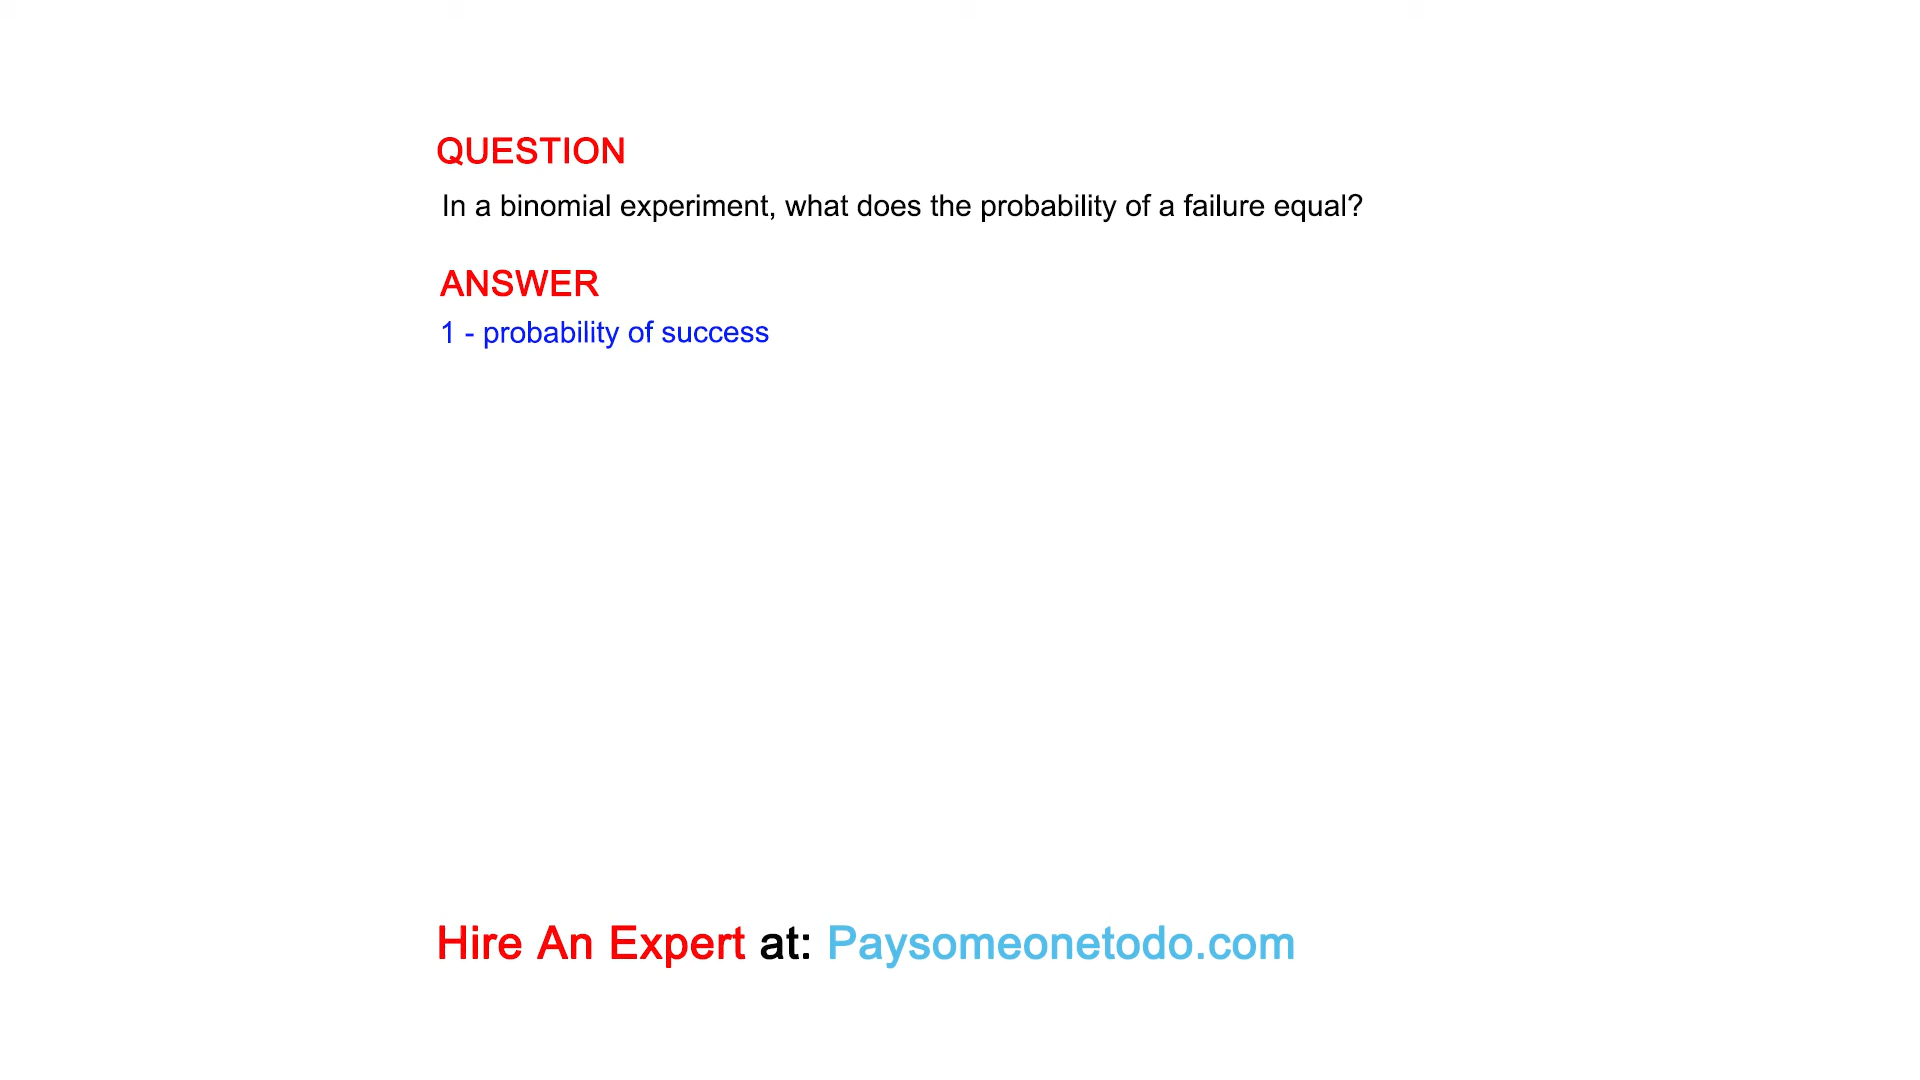 QUESTION
In a binomial experiment, what does the probability of a failure equal?
ANSWER
1 - probability of success
Hire An Expert at: Paysomeonetodo.com